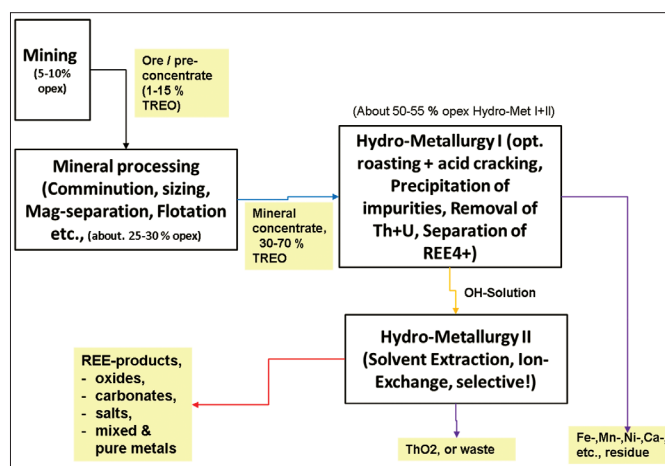 Mining
(5-10%
opex)
Ore / pre-
concentrate
(1-15 %
TREO)
Mineral processing
(Comminution, sizing,
Mag-separation, Flotation
etc., (about. 25-30 % opex)
Mineral
concentrate,
30-70 %
TREO
(About 50-55 % opex Hydro-Met I+II)
Hydro-Metallurgy I (opt.
roasting + acid cracking,
Precipitation of
impurities, Removal of
Th+U, Separation of
REE4+)
OH-Solution
Hydro-Metallurgy II
(Solvent Extraction, Ion-
Exchange, selective!)
REE-products,
- oxides,
- carbonates,
- salts,
- mixed &
pure metals
ThO2, or waste
Fe-,Mn-,Ni-,Ca-,
etc., residue